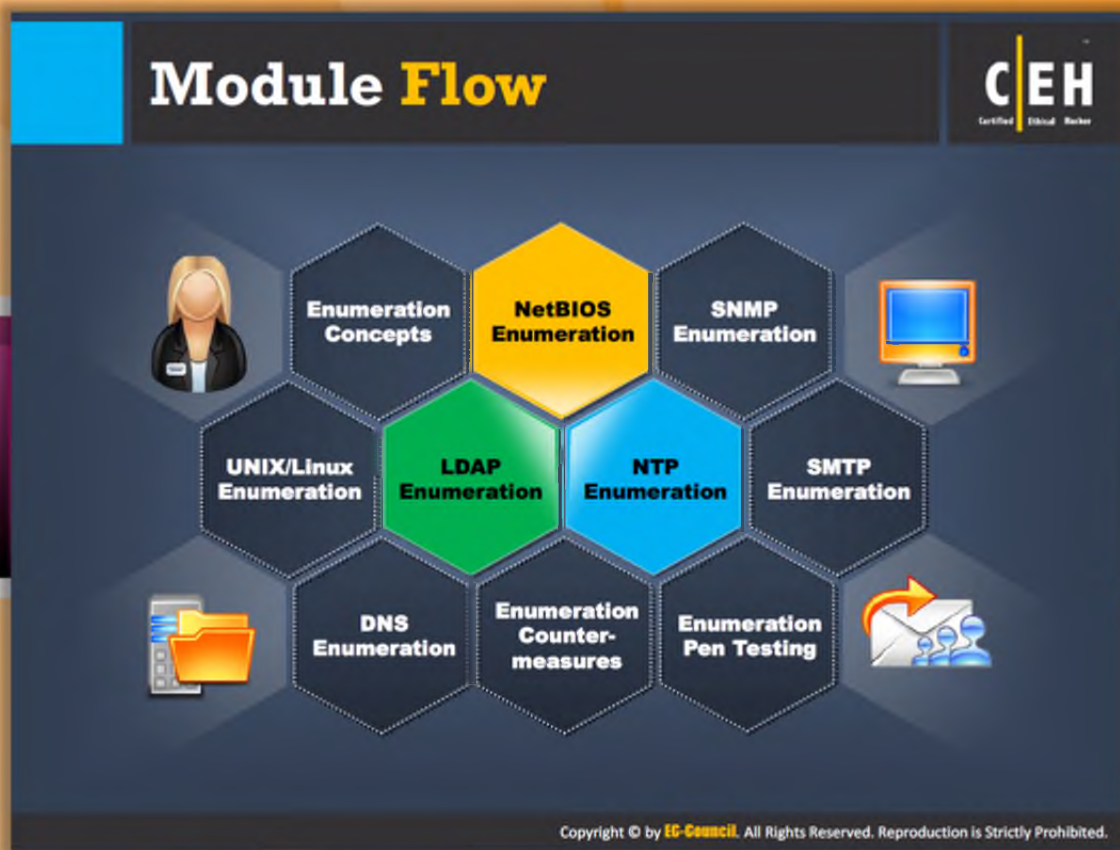 Module Flow
C|EH
Certified Ethical Hacker
Enumeration
Concepts
NetBIOS
Enumeration
SNMP
Enumeration
UNIX/Linux
Enumeration
LDAP
Enumeration
NTP
Enumeration
SMTP
Enumeration
DNS
Enumeration
Enumeration
Counter-
measures
Enumeration
Pen Testing
Copyright © by EC-Council. All Rights Reserved. Reproduction is Strictly Prohibited.